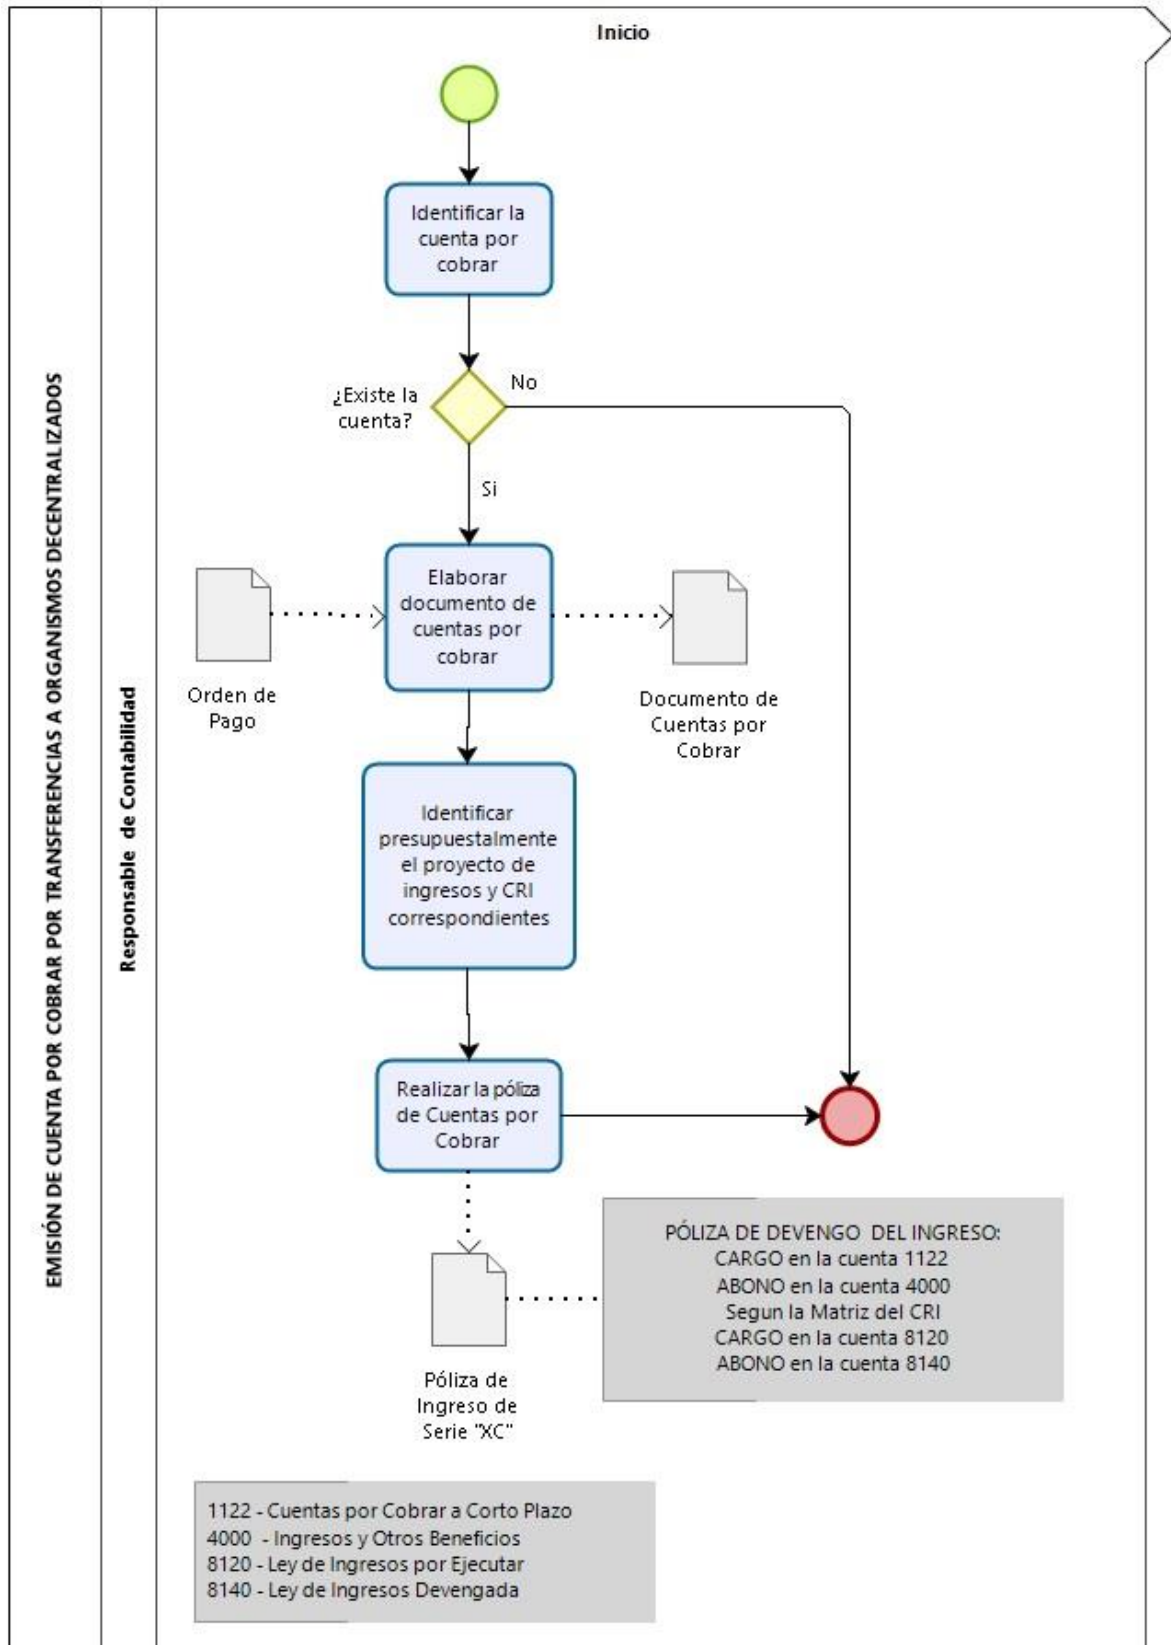 EMISIÓN DE CUENTA POR COBRAR POR TRANSFERENCIAS A ORGANISMOS DECENTRALIZADOS
Responsable de Contabilidad
Inicio
Identificar la
cuenta por
cobrar
¿Existe la
cuenta?
No
Si
Elaborar
documento de
cuentas por
cobrar
Orden de
Pago
Documento de
Cuentas por
Cobrar
Identificar
presupuestalmente
el proyecto de
ingresos y CRI
correspondientes
Realizar la póliza
de Cuentas por
Cobrar
Póliza de
Ingreso de
Serie "XC"
PÓLIZA DE DEVENGO DEL INGRESO:
CARGO en la cuenta 1122
ABONO en la cuenta 4000
Segun la Matriz del CRI
CARGO en la cuenta 8120
ABONO en la cuenta 8140
1122 - Cuentas por Cobrar a Corto Plazo
4000 - Ingresos y Otros Beneficios
8120 - Ley de Ingresos por Ejecutar
8140 - Ley de Ingresos Devengada